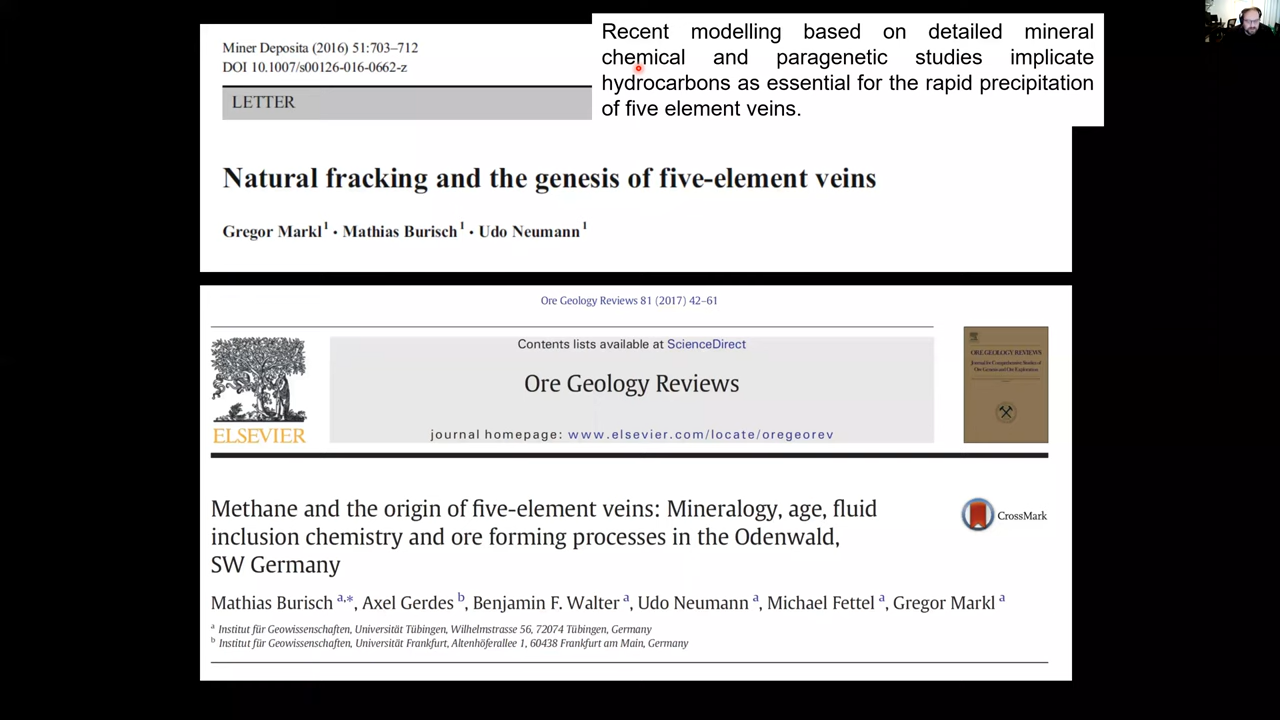 Miner Deposita (2016) 51:703–712
DOI 10.1007/s00126-016-0662-z
LETTER
Recent modelling based on detailed mineral
chemical and paragenetic studies implicate
hydrocarbons as essential for the rapid precipitation
of five element veins.
Natural fracking and the genesis of five-element veins
Gregor Markl1 · Mathias Burisch1 · Udo Neumann1
Ore Geology Reviews 81 (2017) 42–61
Contents lists available at ScienceDirect
Ore Geology Reviews
journal homepage: www.elsevier.com/locate/oregeorev
ELSEVIER
ORE GEOLOGY REVIEWS
Methane and the origin of five-element veins: Mineralogy, age, fluid
inclusion chemistry and ore forming processes in the Odenwald,
SW Germany
CrossMark
Mathias Burisch a,*, Axel Gerdes b, Benjamin F. Walter a, Udo Neumann a, Michael Fettel a, Gregor Markl a
a Institut für Geowissenschaften, Universität Tübingen, Wilhelmstrasse 56, 72074 Tübingen, Germany
b Institut für Geowissenschaften, Universität Frankfurt, Altenhöferallee 1, 60438 Frankfurt am Main, Germany